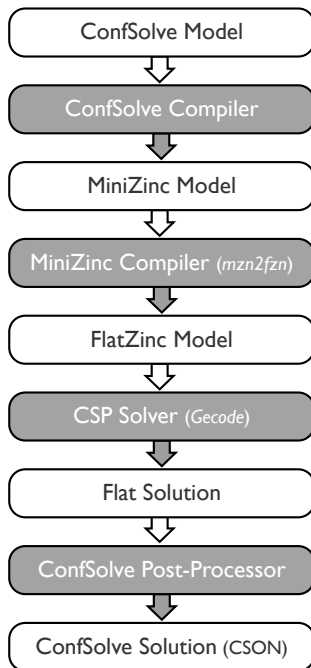 ConfSolve Model
ConfSolve Compiler
MiniZinc Model
MiniZinc Compiler (mzn2fzn)
FlatZinc Model
CSP Solver (Gecode)
Flat Solution
ConfSolve Post-Processor
ConfSolve Solution (CSON)